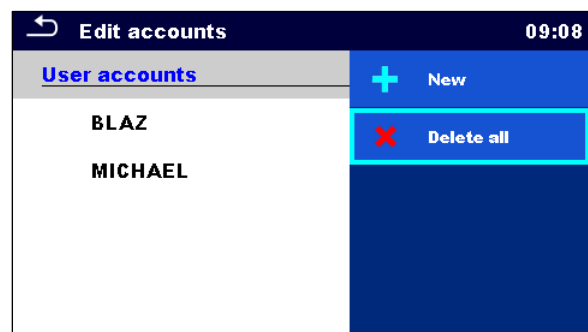 Edit accounts 09:08
User accounts
BLAZ
MICHAEL
New
Delete all